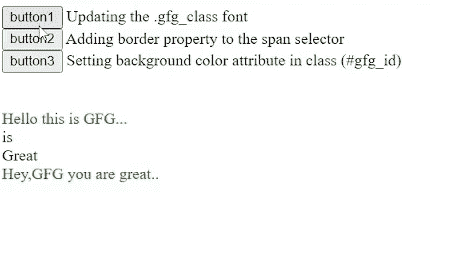 button1 Updating the .gfg_class font
button2 Adding border property to the span selector
button3 Setting background color attribute in class (#gfg_id)
Hello this is GFG...
is
Great
Hey,GFG you are great..